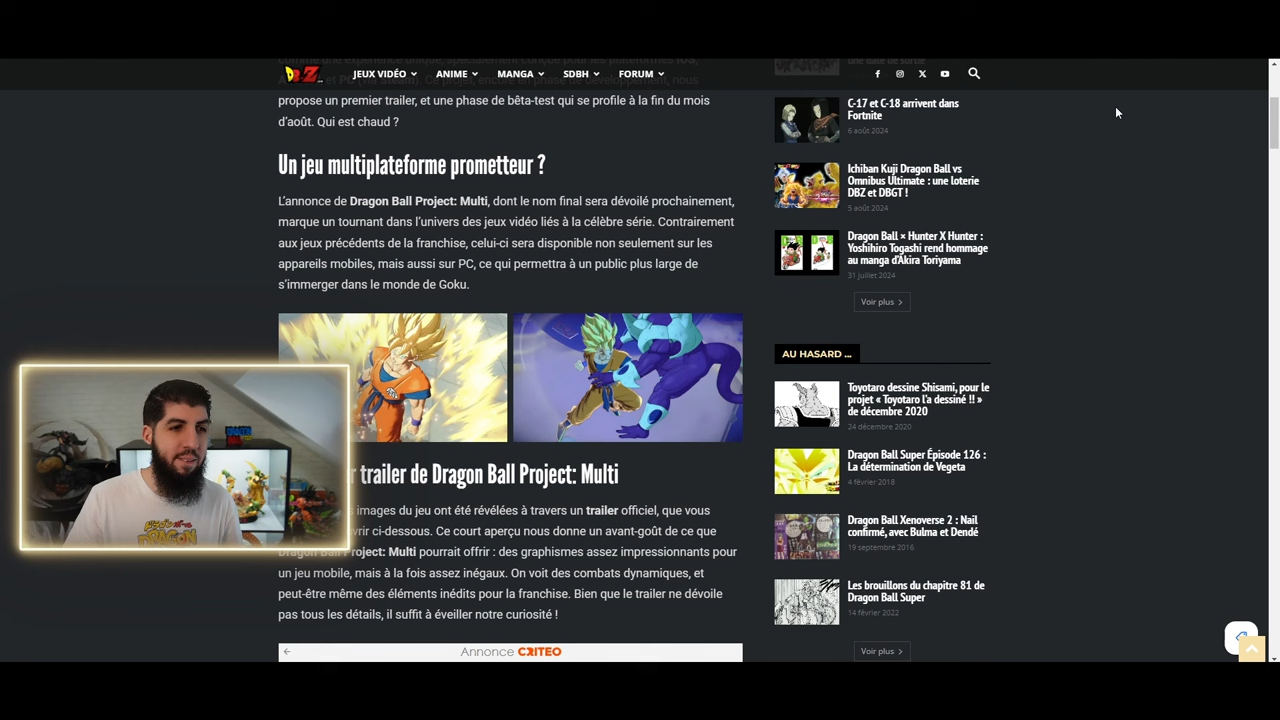 JEUX VIDÉO ANIME MANGA SDBH FORUM
propose un premier trailer, et une phase de bêta-test qui se profile à la fin du mois
d’août. Qui est chaud ?
Un jeu multiplateforme prometteur ?
L’annonce de Dragon Ball Project: Multi, dont le nom final sera dévoilé prochainement,
marque un tournant dans l’univers des jeux vidéo liés à la célèbre série. Contrairement
aux jeux précédents de la franchise, celui-ci sera disponible non seulement sur les
appareils mobiles, mais aussi sur PC, ce qui permettra à un public plus large de
s’immerger dans le monde de Goku.
r trailer de Dragon Ball Project: Multi
images du jeu ont été révélées à travers un trailer officiel, que vous
vrir ci-dessous. Ce court aperçu nous donne un avant-goût de ce que
Dragon Ball Project: Multi pourrait offrir : des graphismes assez impressionnants pour
un jeu mobile, mais à la fois assez inégaux. On voit des combats dynamiques, et
peut-être même des éléments inédits pour la franchise. Bien que le trailer ne dévoile
pas tous les détails, il suffit à éveiller notre curiosité !
Annonce CRITEO
C-17 et C-18 arrivent dans
Fortnite
6 août 2024
Ichiban Kuji Dragon Ball vs
Omnibus Ultimate : une loterie
DBZ et DBGT !
5 août 2024
Dragon Ball × Hunter X Hunter :
Yoshihiro Togashi rend hommage
au manga d’Akira Toriyama
31 juillet 2024
Voir plus
AU HASARD ...
Toyotaro dessine Shisami, pour le
projet « Toyotaro l’a dessiné !! »
de décembre 2020
24 décembre 2020
Dragon Ball Super Épisode 126 :
La détermination de Vegeta
4 février 2018
Dragon Ball Xenoverse 2 : Nail
confirmé, avec Bulma et Dendé
19 septembre 2016
Les brouillons du chapitre 81 de
Dragon Ball Super
14 février 2022
Voir plus